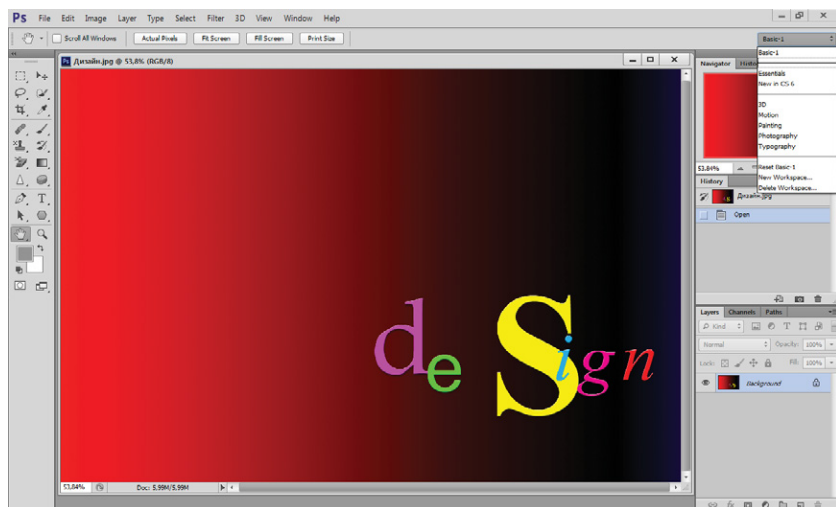 Ps File Edit Image Layer Type Select Filter 3D View Window Help
Scroll All Windows Actual Pixels Fit Screen Fill Screen Print Size Basic-1
Ps Дизайн.jpg @ 53,8% (RGB/8)
Basic-1
Essentials
New in CS 6
3D
Motion
Painting
Photography
Typography
Reset Basic-1
New Workspace...
Delete Workspace...
Navigator
53.84%
History
Дизайн.jpg
Open
deSign
Layers Channels Paths
Kind
Normal Opacity: 100%
Lock: Fill: 100%
Background
53,84% Doc: 5,99M/5,99M